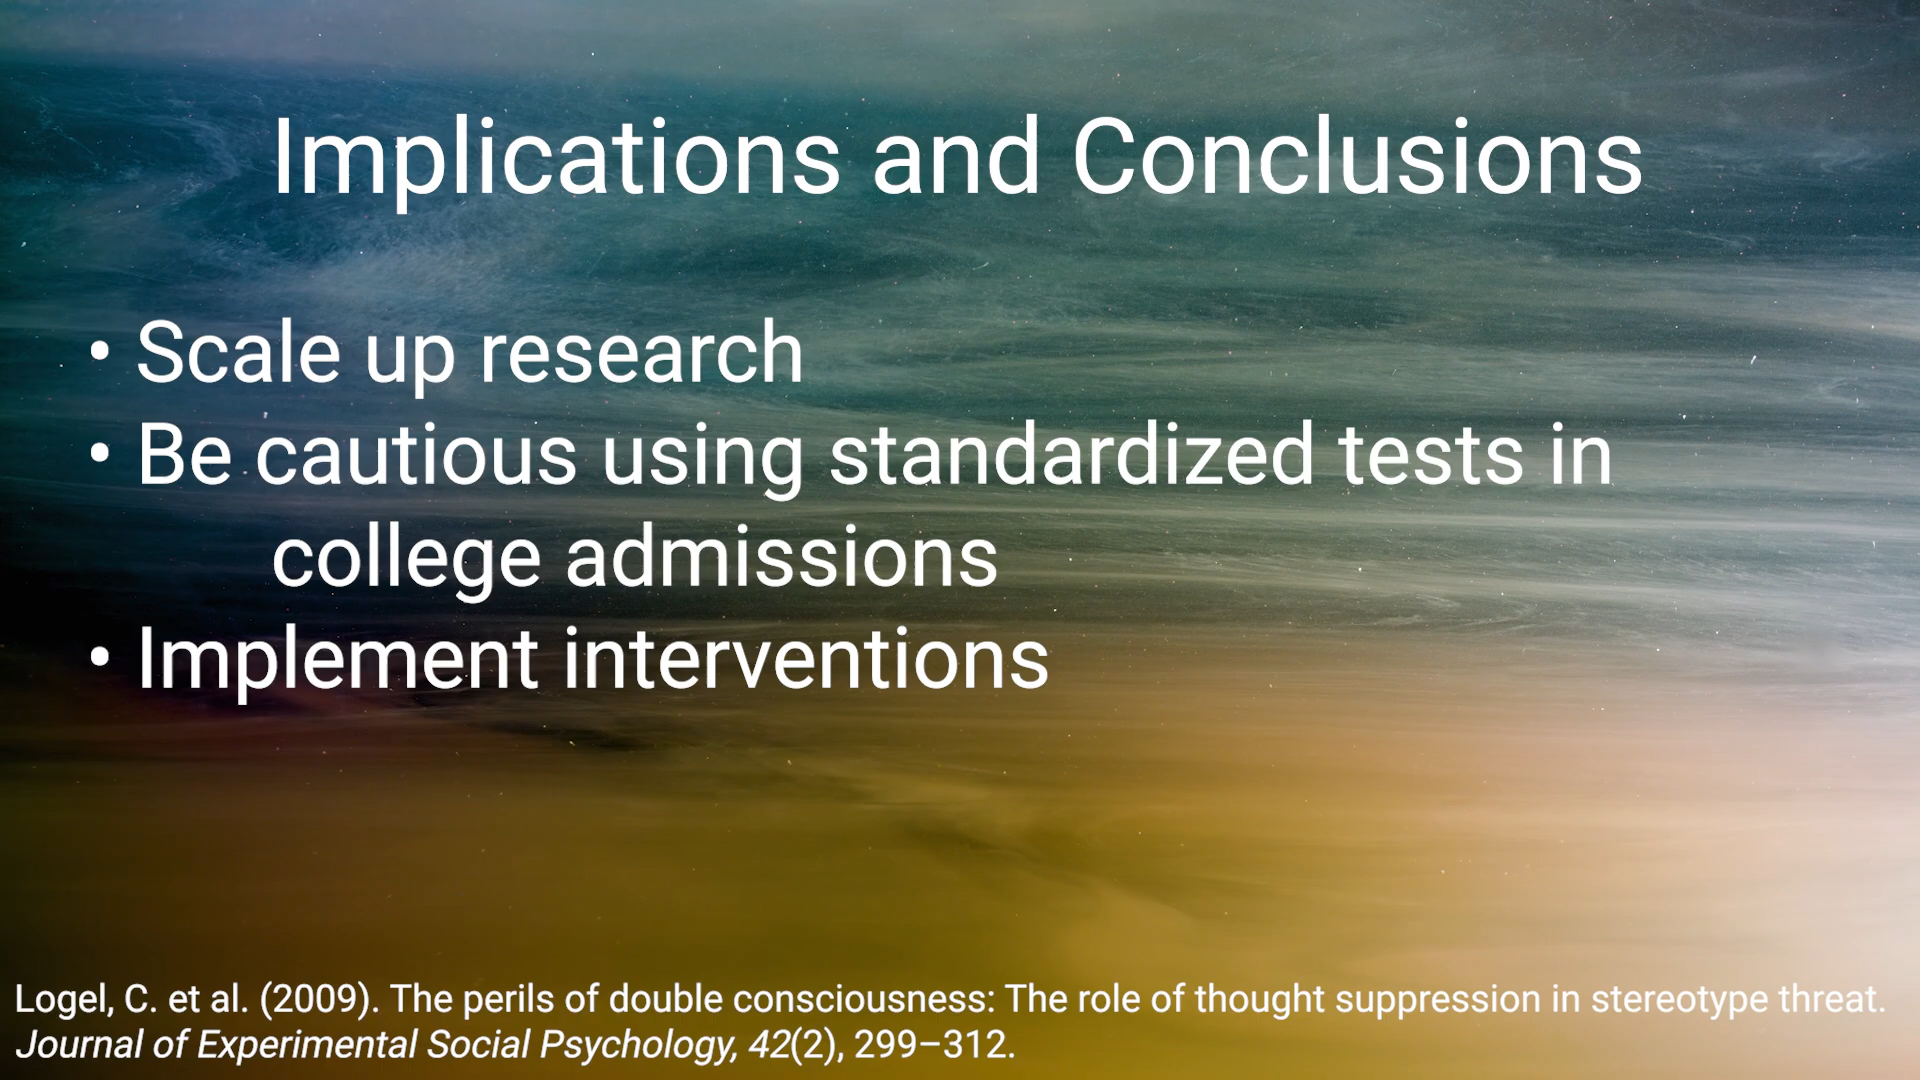 Implications and Conclusions
• Scale up research
• Be cautious using standardized tests in
college admissions
• Implement interventions
Logel, C. et al. (2009). The perils of double consciousness: The role of thought suppression in stereotype threat.
Journal of Experimental Social Psychology, 42(2), 299–312.